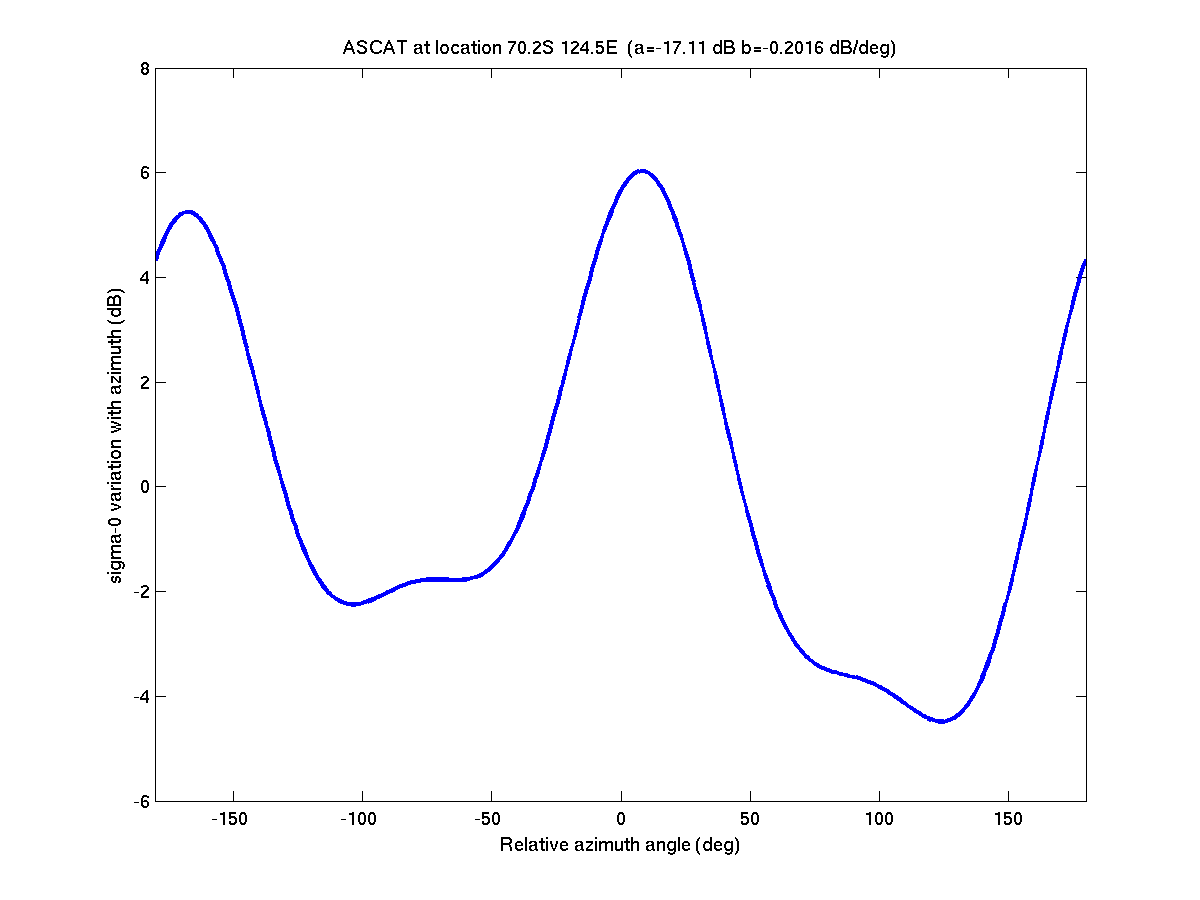 ASCAT at location 70.2S 124.5E (a=-17.11 dB b=-0.2016 dB/deg)
8
6
4
2
0
-2
-4
-6
sigma-0 variation with azimuth (dB)
-150 -100 -50 0 50 100 150
Relative azimuth angle (deg)